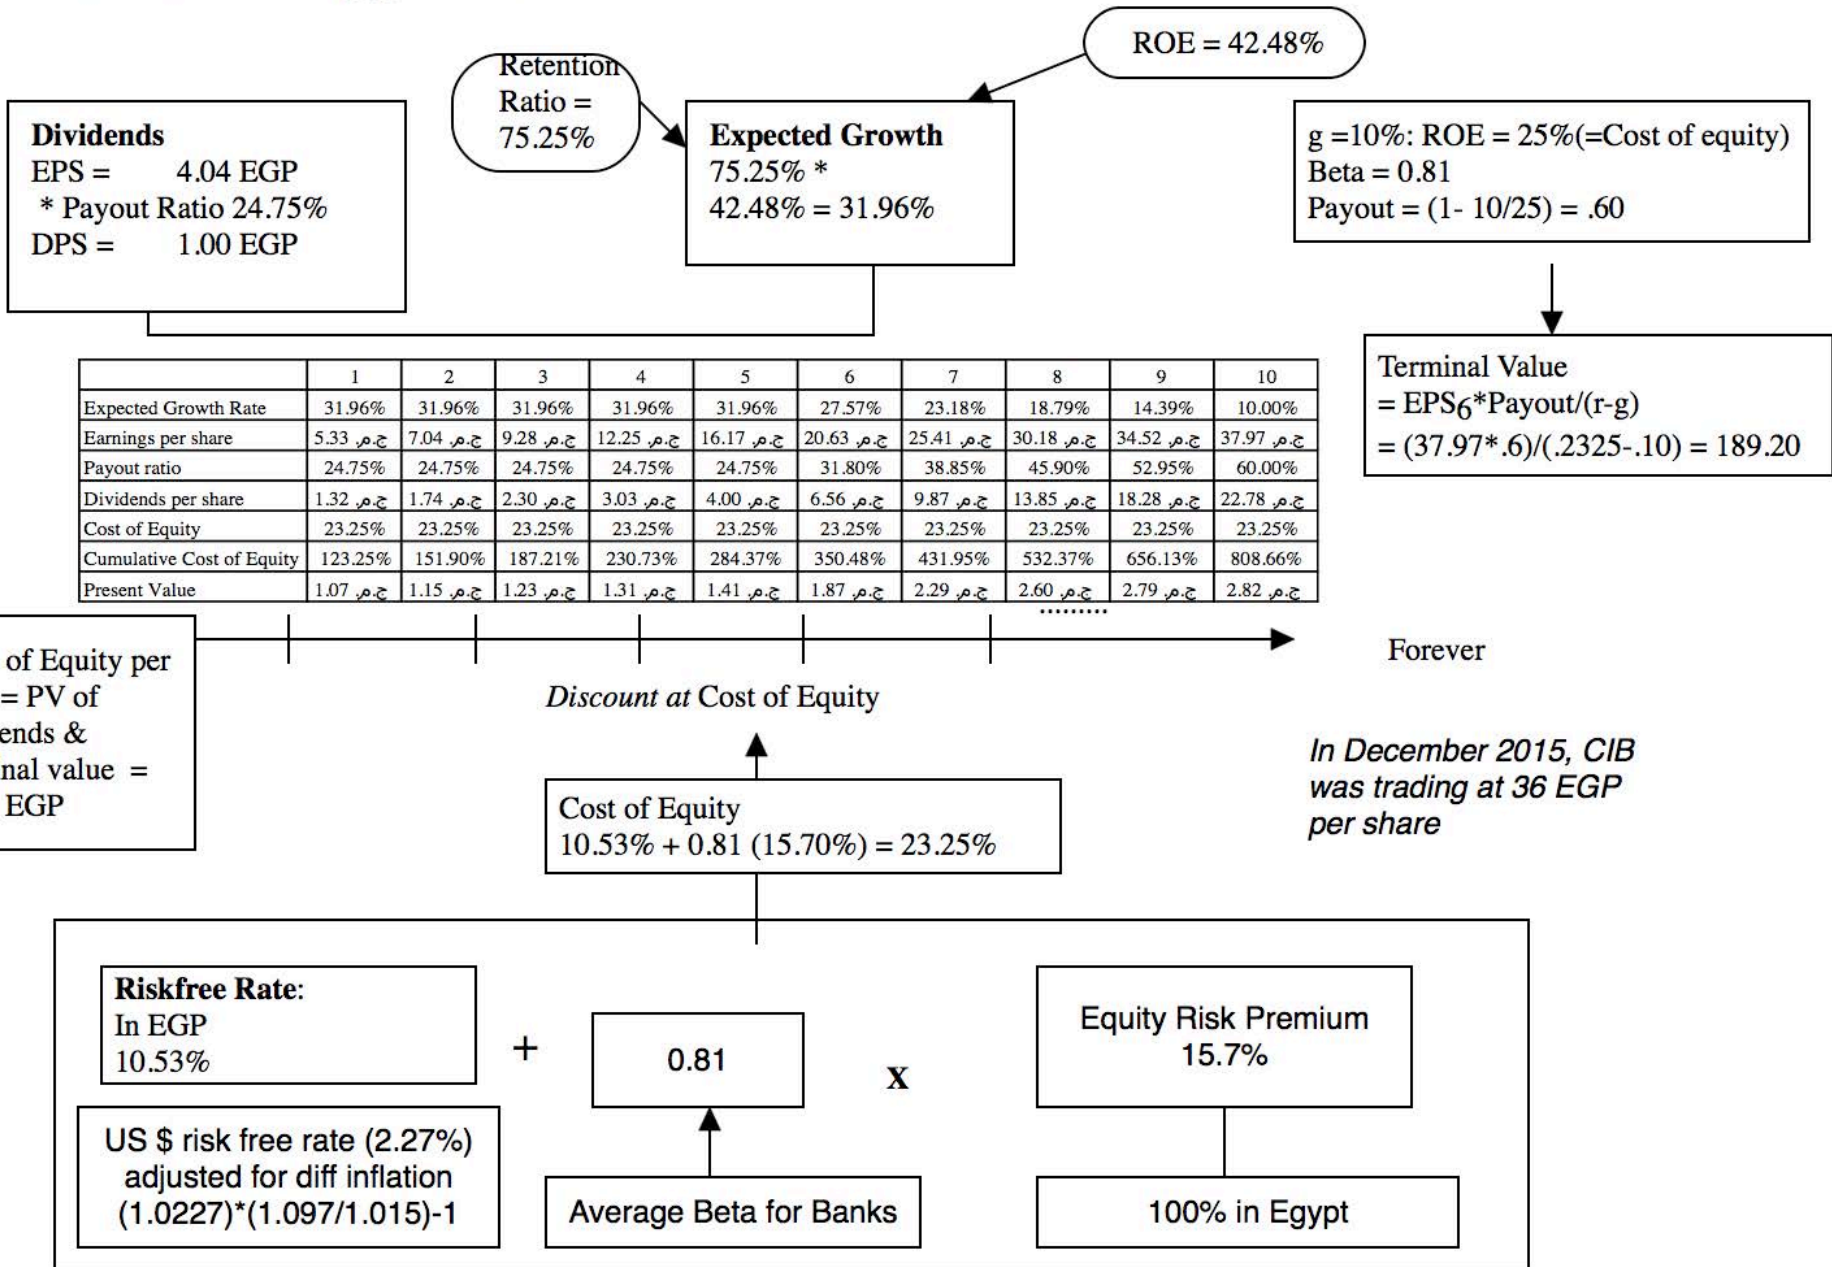 ROE = 42.48%
Retention
Ratio =
75.25%
Dividends
EPS = 4.04 EGP
* Payout Ratio 24.75%
DPS = 1.00 EGP
Expected Growth
75.25% *
42.48% = 31.96%
g =10%: ROE = 25%(=Cost of equity)
Beta = 0.81
Payout = (1- 10/25) = .60
1 2 3 4 5 6 7 8 9 10
Expected Growth Rate 31.96% 31.96% 31.96% 31.96% 31.96% 27.57% 23.18% 18.79% 14.39% 10.00%
Earnings per share 5.33 ج.م. 7.04 ج.م. 9.28 ج.م. 12.25 ج.م. 16.17 ج.م. 20.63 ج.م. 25.41 ج.م. 30.18 ج.م. 34.52 ج.م. 37.97 ج.م.
Payout ratio 24.75% 24.75% 24.75% 24.75% 24.75% 31.80% 38.85% 45.90% 52.95% 60.00%
Dividends per share 1.32 ج.م. 1.74 ج.م. 2.30 ج.م. 3.03 ج.م. 4.00 ج.م. 6.56 ج.م. 9.87 ج.م. 13.85 ج.م. 18.28 ج.م. 22.78 ج.م.
Cost of Equity 23.25% 23.25% 23.25% 23.25% 23.25% 23.25% 23.25% 23.25% 23.25% 23.25%
Cumulative Cost of Equity 123.25% 151.90% 187.21% 230.73% 284.37% 350.48% 431.95% 532.37% 656.13% 808.66%
Present Value 1.07 ج.م. 1.15 ج.م. 1.23 ج.م. 1.31 ج.م. 1.41 ج.م. 1.87 ج.م. 2.29 ج.م. 2.60 ج.م. 2.79 ج.م. 2.82 ج.م.
.........
Terminal Value
= EPS6*Payout/(r-g)
= (37.97*.6)/(.2325-.10) = 189.20
of Equity per
= PV of
ends &
nal value =
EGP
Forever
Discount at Cost of Equity
In December 2015, CIB
was trading at 36 EGP
per share
Cost of Equity
10.53% + 0.81 (15.70%) = 23.25%
Riskfree Rate:
In EGP
10.53%
+
0.81
X
Equity Risk Premium
15.7%
US $ risk free rate (2.27%)
adjusted for diff inflation
(1.0227)*(1.097/1.015)-1
Average Beta for Banks
100% in Egypt